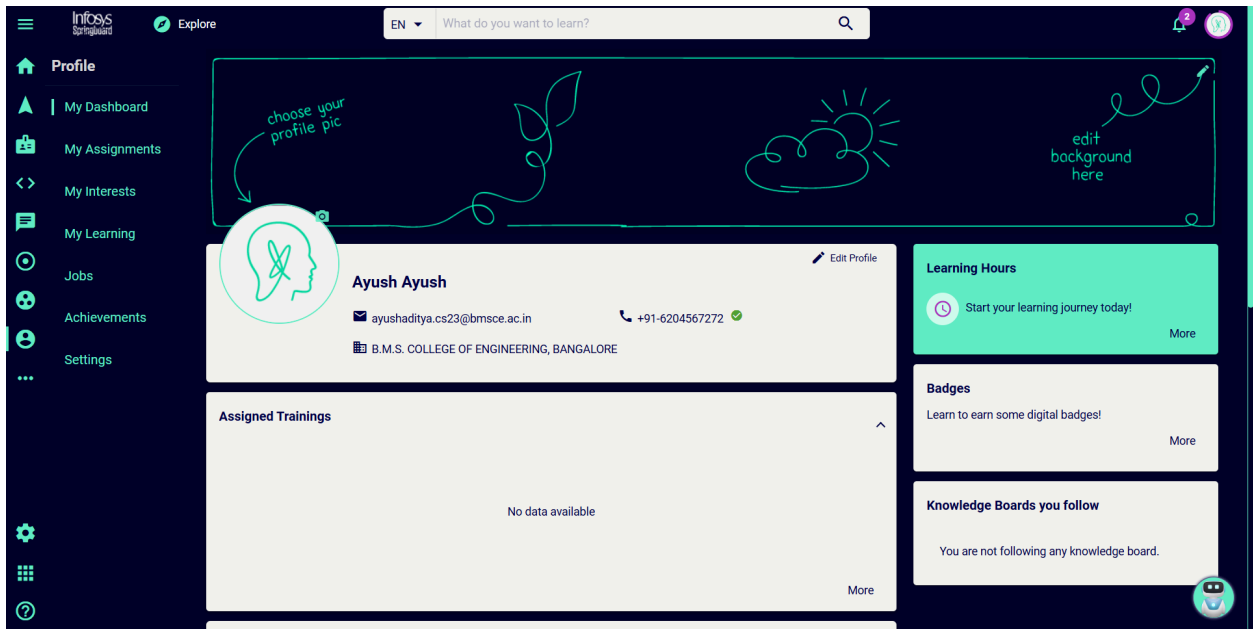 Infosys
Springboard
Explore
EN
What do you want to learn?
2
Profile
My Dashboard
My Assignments
My Interests
My Learning
Jobs
Achievements
Settings
choose your
profile pic
edit
background
here
Edit Profile
Ayush Ayush
ayushaditya.cs23@bmsce.ac.in
+91-6204567272
B.M.S. COLLEGE OF ENGINEERING, BANGALORE
Assigned Trainings
No data available
More
Learning Hours
Start your learning journey today!
More
Badges
Learn to earn some digital badges!
More
Knowledge Boards you follow
You are not following any knowledge board.